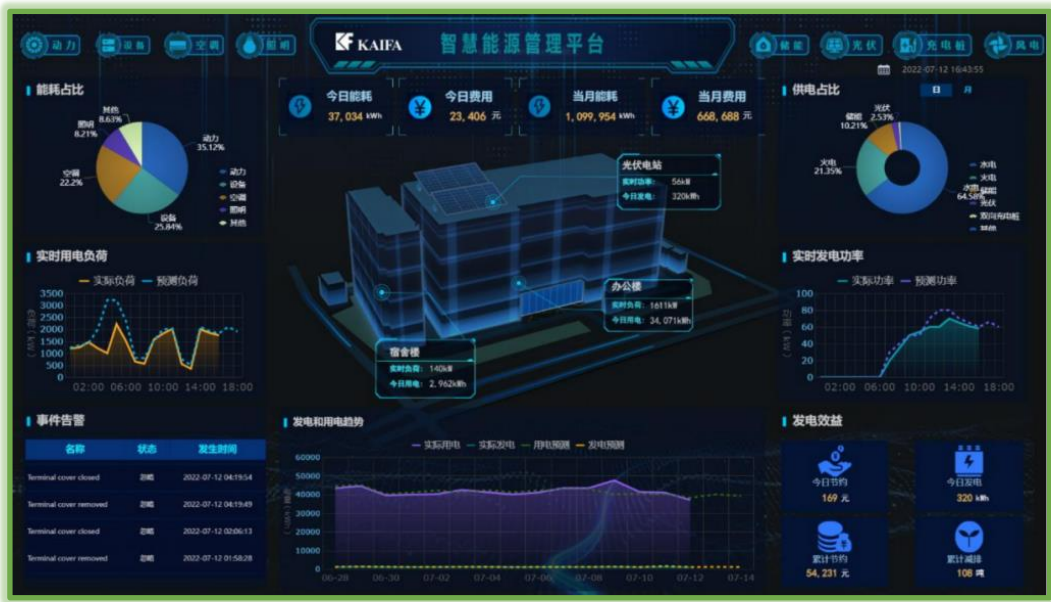 动力
设备
空调
照明
KAIFA
智慧能源管理平台
储能
光伏
充电桩
风电
2022-07-12 16:43:55
能耗占比
其他
8.63%
照明
8.21%
动力
35.12%
空调
22.2%
设备
25.84%
动力
设备
空调
照明
其他
今日能耗
37,034 kWh
今日费用
23,406 元
当月能耗
1,099,954 kWh
当月费用
668,688 元
供电占比
日 月
光伏
2.53%
储能
10.21%
火电
21.35%
水电
64.58%
水电
火电
储能
光伏
双向充电桩
其他
光伏电站
实时功率: 56kW
今日发电: 320kWh
办公楼
实时负荷: 1611kW
今日用电: 34,071kWh
宿舍楼
实时负荷: 140kW
今日用电: 2,962kWh
实时用电负荷
实际负荷 预测负荷
3500
3000
2500
2000
1500
1000
500
0
02:00 06:00 10:00 14:00 18:00
实时发电功率
实际功率 预测功率
100
80
60
40
20
0
02:00 06:00 10:00 14:00 18:00
事件告警
名称 状态 发生时间
Terminal cover closed 忽略 2022-07-12 04:19:54
Terminal cover removed 忽略 2022-07-12 04:19:49
Terminal cover closed 忽略 2022-07-12 02:06:13
Terminal cover removed 忽略 2022-07-12 01:58:28
发电和用电趋势
实际用电 实际发电 用电预测 发电预测
60000
50000
40000
30000
20000
10000
0
06-28 06-30 07-02 07-04 07-06 07-08 07-10 07-12 07-14
发电效益
今日节约
169 元
今日发电
320 kWh
累计节约
54,231 元
累计减排
108 吨